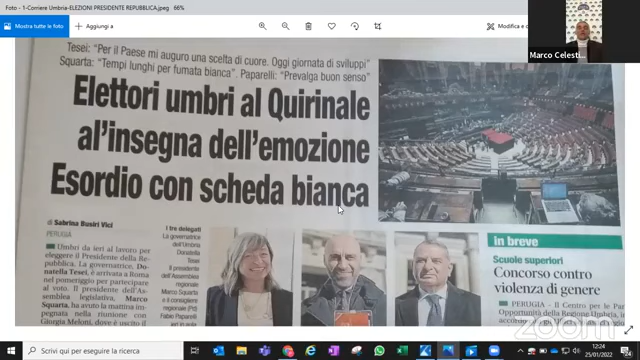 Foto - 1-Corriere Umbria-ELEZIONI PRESIDENTE REPUBBLICA.jpeg 66%
Mostra tutte le foto
Aggiungi a
Modifica e
Marco Celesti...
Tesei: "Per il Paese mi auguro una scelta di cuore. Oggi giornata di sviluppi"
Squarta: "Tempi lunghi per fumata bianca". Paparelli: "Prevalga buon senso"
Elettori umbri al Quirinale
all'insegna dell'emozione
Esordio con scheda bianca
di Sabrina Busiri Vici
PERUGIA
Umbri da ieri al lavoro per
eleggere il Presidente della Re-
pubblica. La governatrice, Do-
natella Tesei, è arrivata a Roma
nel pomeriggio per partecipare
al voto. Il presidente dell'As-
semblea legislativa, Marco
Squarta, ha avuto la mattina im-
pegnata nella riunione con
Giorgia Meloni, dove è uscito il
I tre delegati
La governatrice
dell'Umbria
Donatella
Tesei
Il presidente
dell'Assemblea
regionale
Marco Squarta
e il consigliere
regionale (Pd)
Fabio Paparelli
In breve
Scuole superiori
Concorso contro
violenza di genere
PERUGIA - Il Centro per le Pari
Opportunità della Regione Umbria, in
zoom
Scrivi qui per eseguire la ricerca
12:24
25/01/2022